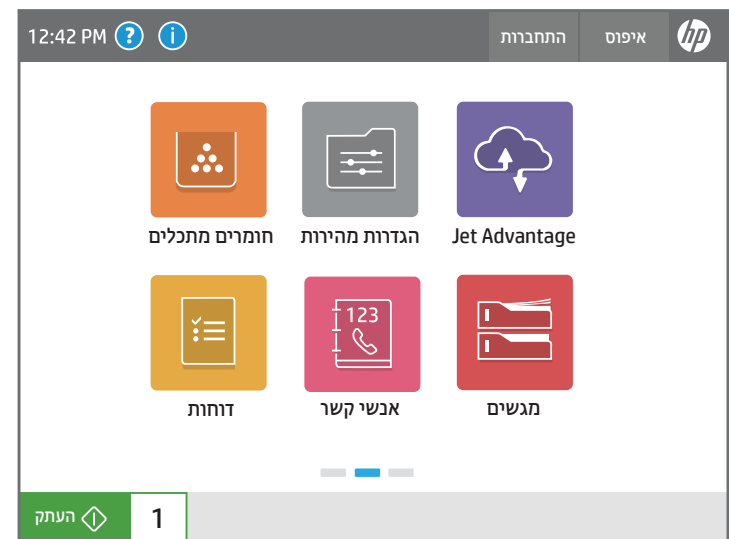 hp איפוס התחברות 12:42 PM ? i
Jet Advantage הגדרות מהירות חומרים מתכלים
123
מגשים אנשי קשר דוחות
1 העתק